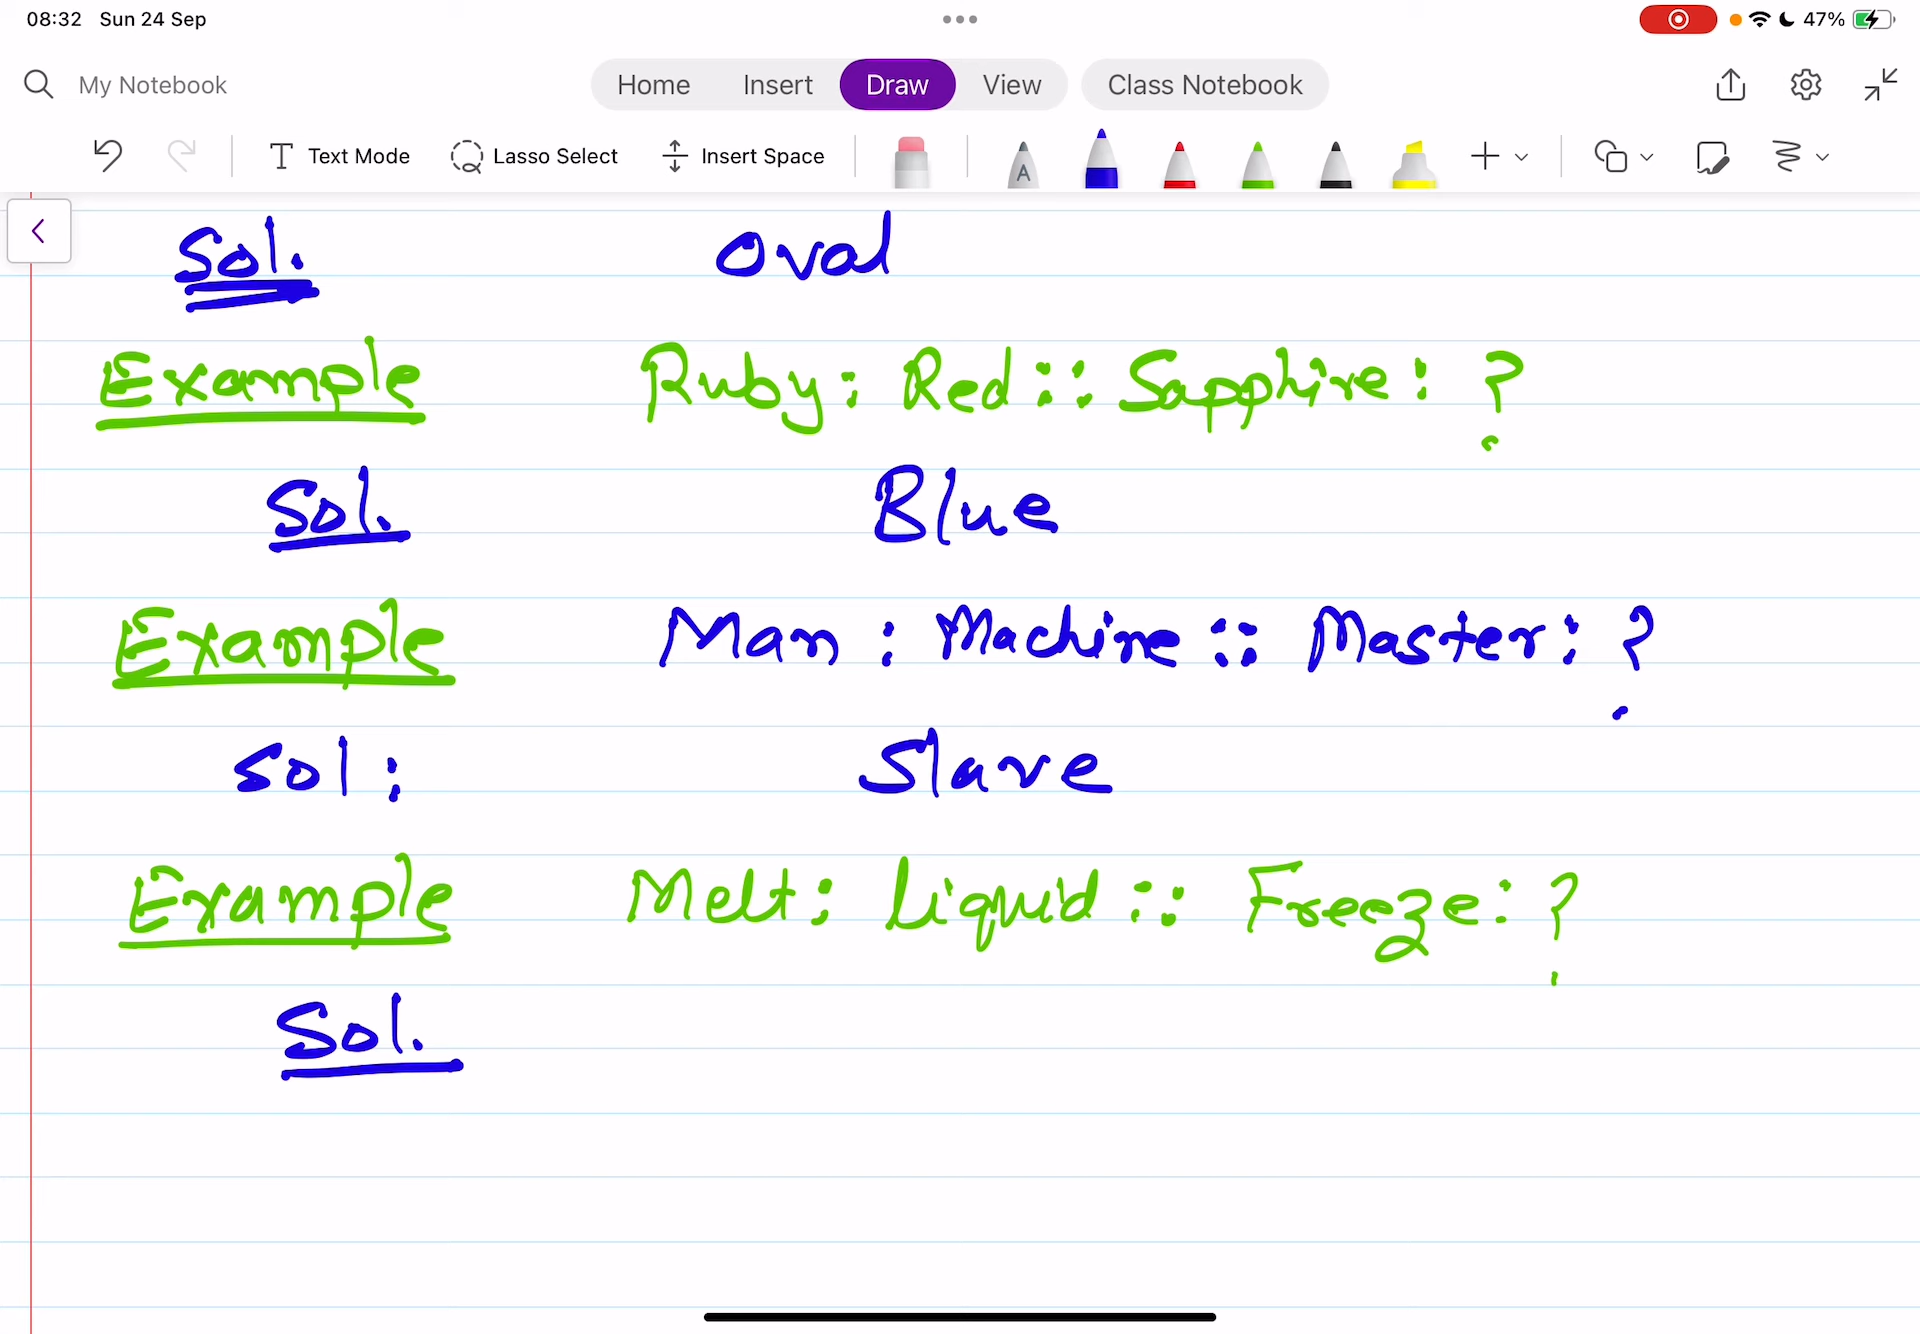 08:32 Sun 24 Sep 47%
My Notebook Home Insert Draw View Class Notebook
Text Mode Lasso Select Insert Space A
Sol. Oval
Example Ruby: Red :: Sapphire: ?
Sol. Blue
Example Man : Machine :: Master: ?
Sol: Slave
Example Melt: Liquid :: Freeze: ?
Sol.